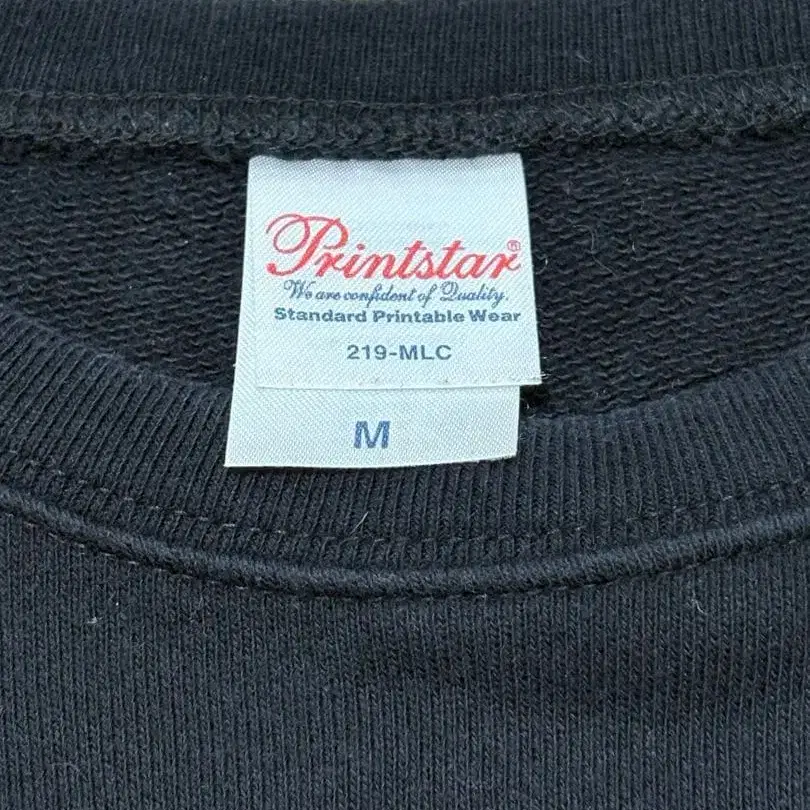 Printstar®
We are confident of Quality.
Standard Printable Wear
219-MLC
M